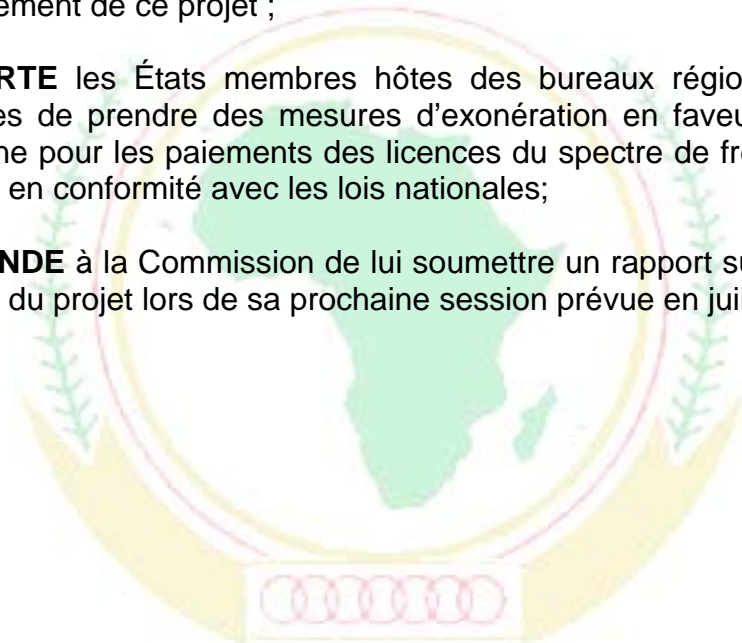 ement de ce projet ;
RTE les États membres hôtes des bureaux régio
es de prendre des mesures d'exonération en faveu
ne pour les paiements des licences du spectre de fr
en conformité avec les lois nationales;
NDE à la Commission de lui soumettre un rapport su
du projet lors de sa prochaine session prévue en jui